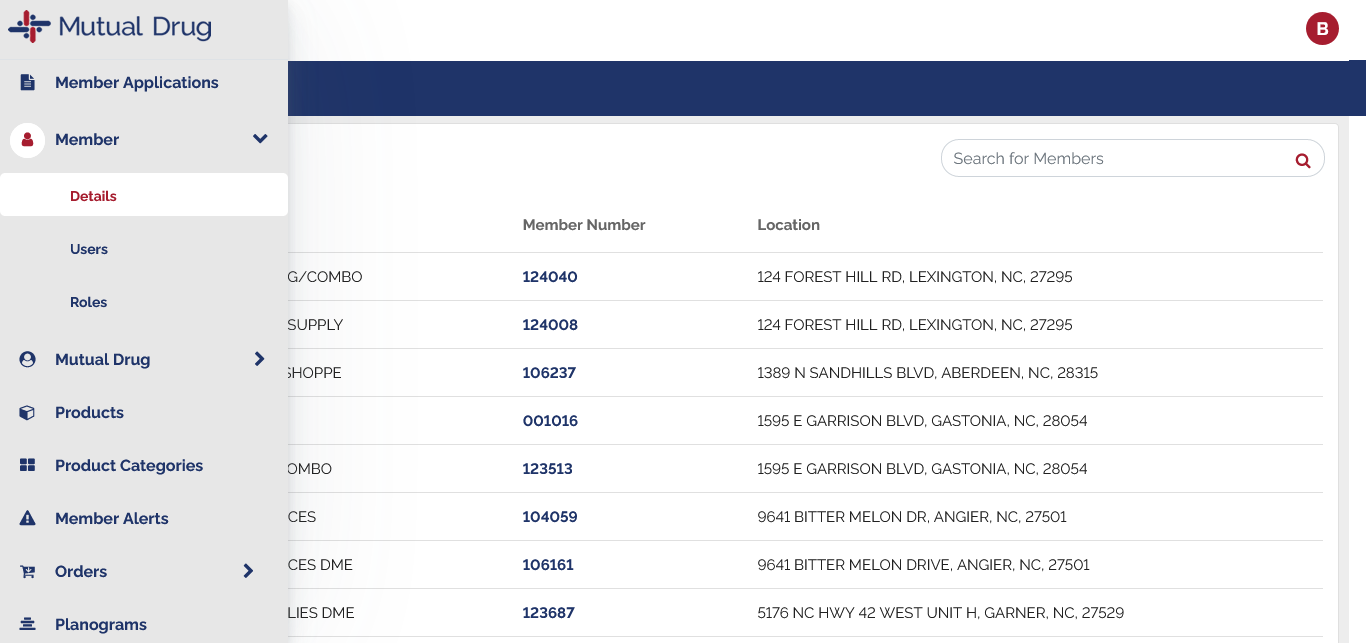 Mutual Drug
B
Member Applications
Member
Details
Users
Roles
Mutual Drug
Products
Product Categories
Member Alerts
Orders
Planograms
Search for Members
Member Number Location
G/COMBO 124040 124 FOREST HILL RD, LEXINGTON, NC, 27295
SUPPLY 124008 124 FOREST HILL RD, LEXINGTON, NC, 27295
SHOPPE 106237 1389 N SANDHILLS BLVD, ABERDEEN, NC, 28315
001016 1595 E GARRISON BLVD, GASTONIA, NC, 28054
OMBO 123513 1595 E GARRISON BLVD, GASTONIA, NC, 28054
CES 104059 9641 BITTER MELON DR, ANGIER, NC, 27501
CES DME 106161 9641 BITTER MELON DRIVE, ANGIER, NC, 27501
LIES DME 123687 5176 NC HWY 42 WEST UNIT H, GARNER, NC, 27529